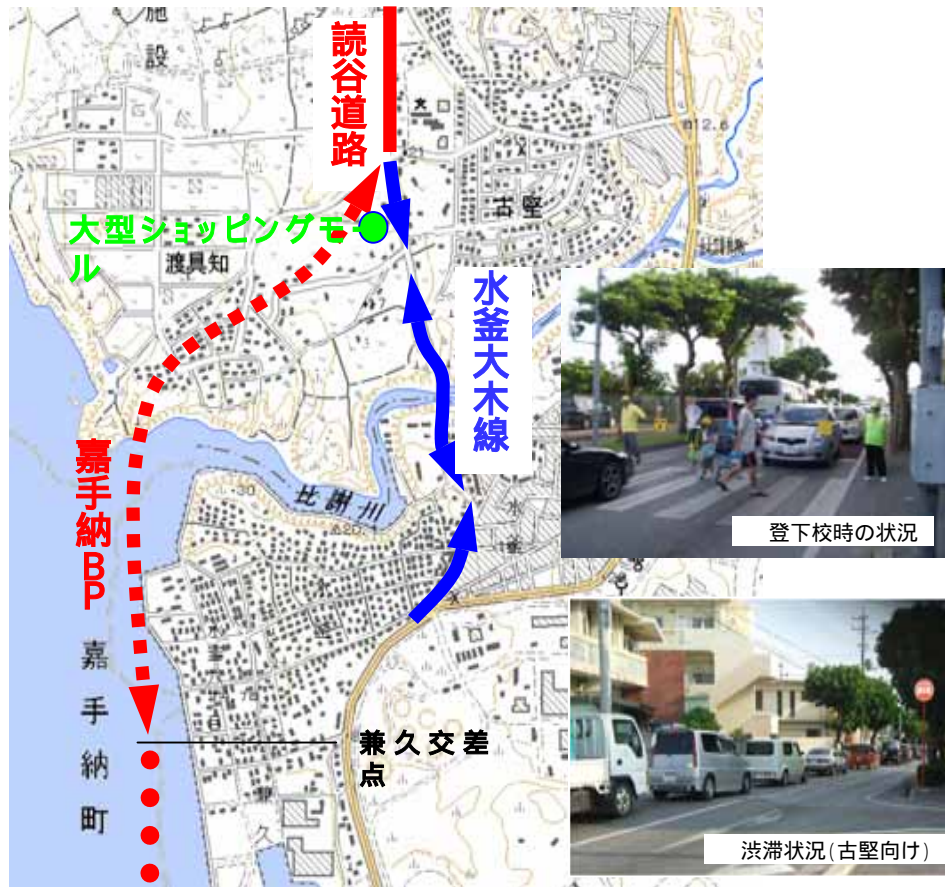 施
設
読谷道路
古堅
大型ショッピングモー
ル
渡具知
水釜大木線
比謝川
嘉手納BP
水
釜
登下校時の状況
嘉手納町
兼久交差
点
久
渋滞状況(古堅向け)